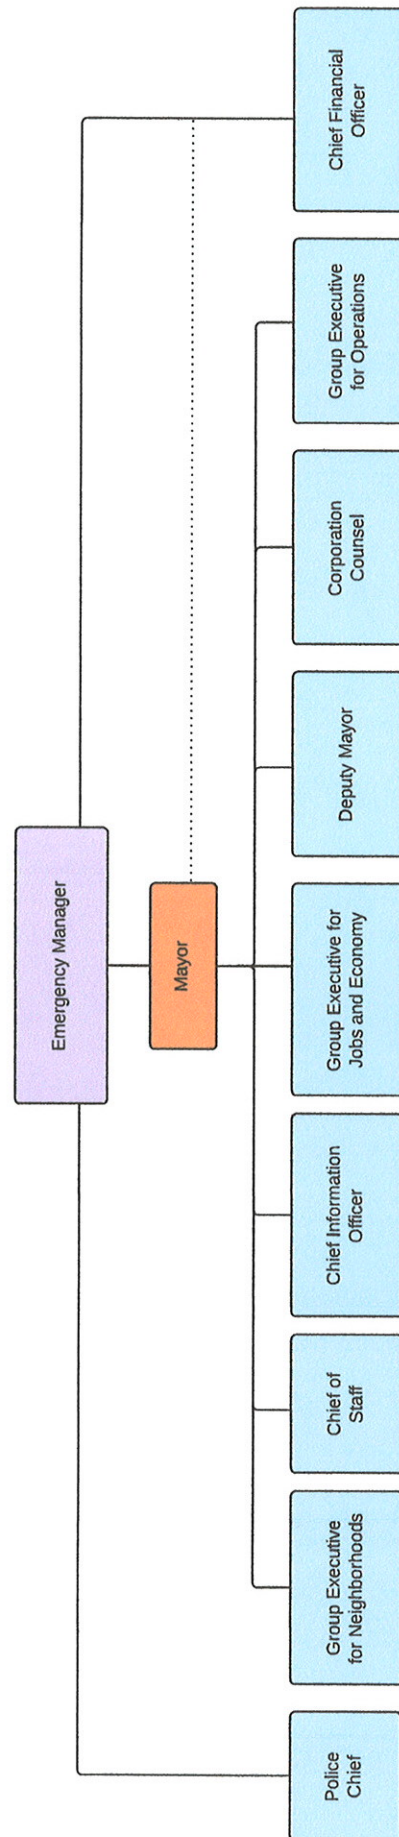 Emergency Manager
Mayor
Police
Chief
Group Executive
for Neighborhoods
Chief of
Staff
Chief Information
Officer
Group Executive for
Jobs and Economy
Deputy Mayor
Corporation
Counsel
Group Executive
for Operations
Chief Financial
Officer